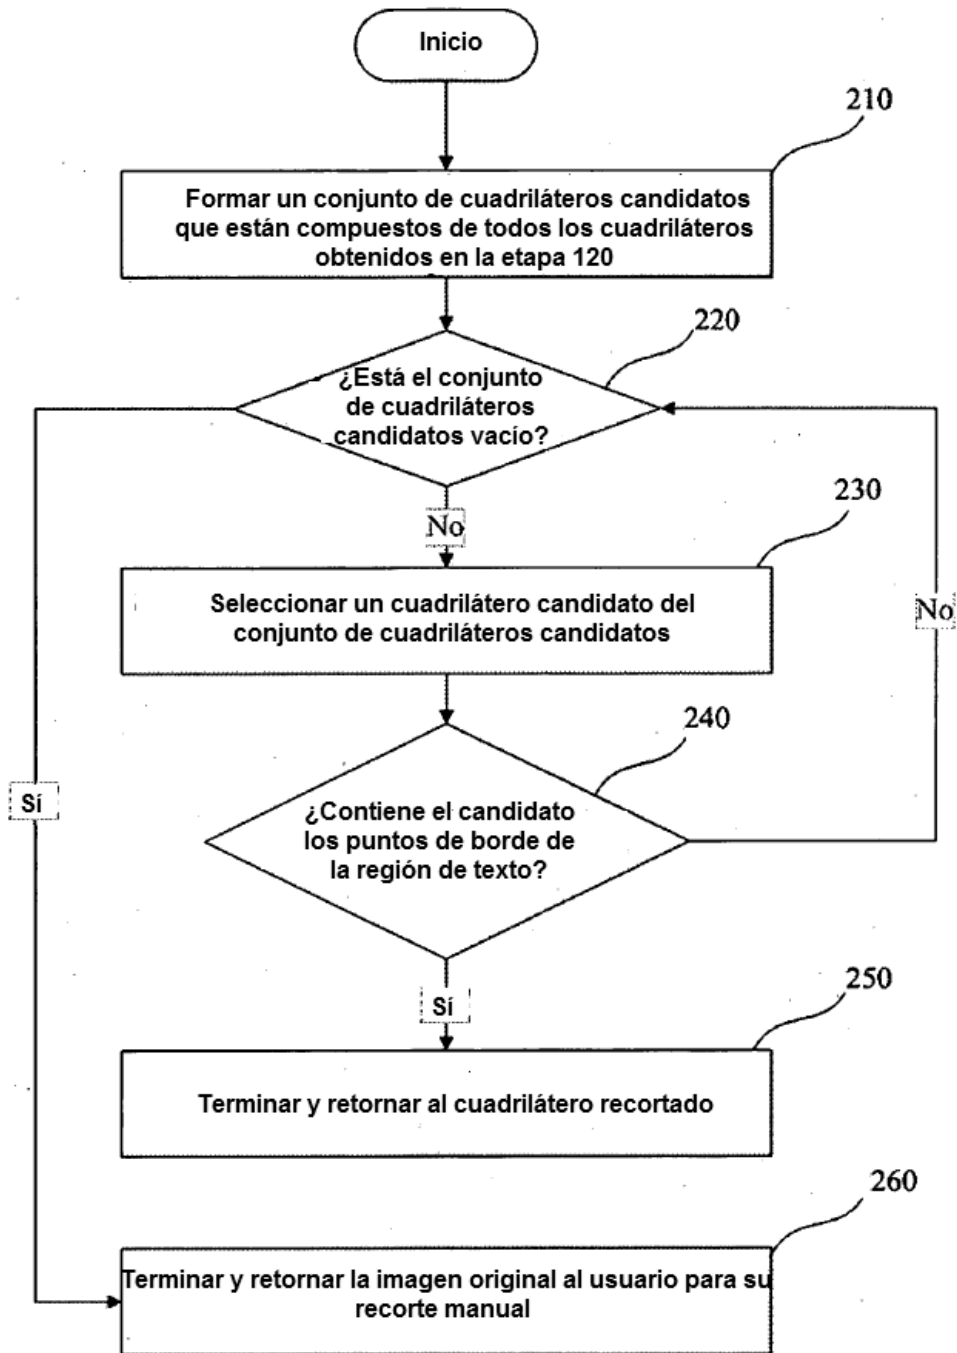 Inicio
210
Formar un conjunto de cuadriláteros candidatos
que están compuestos de todos los cuadriláteros
obtenidos en la etapa 120
220
¿Está el conjunto
de cuadriláteros
candidatos vacío?
No
230
Seleccionar un cuadrilátero candidato del
conjunto de cuadriláteros candidatos
No
240
Sí
¿Contiene el candidato
los puntos de borde de
la región de texto?
Sí
250
Terminar y retornar al cuadrilátero recortado
260
Terminar y retornar la imagen original al usuario para su
recorte manual